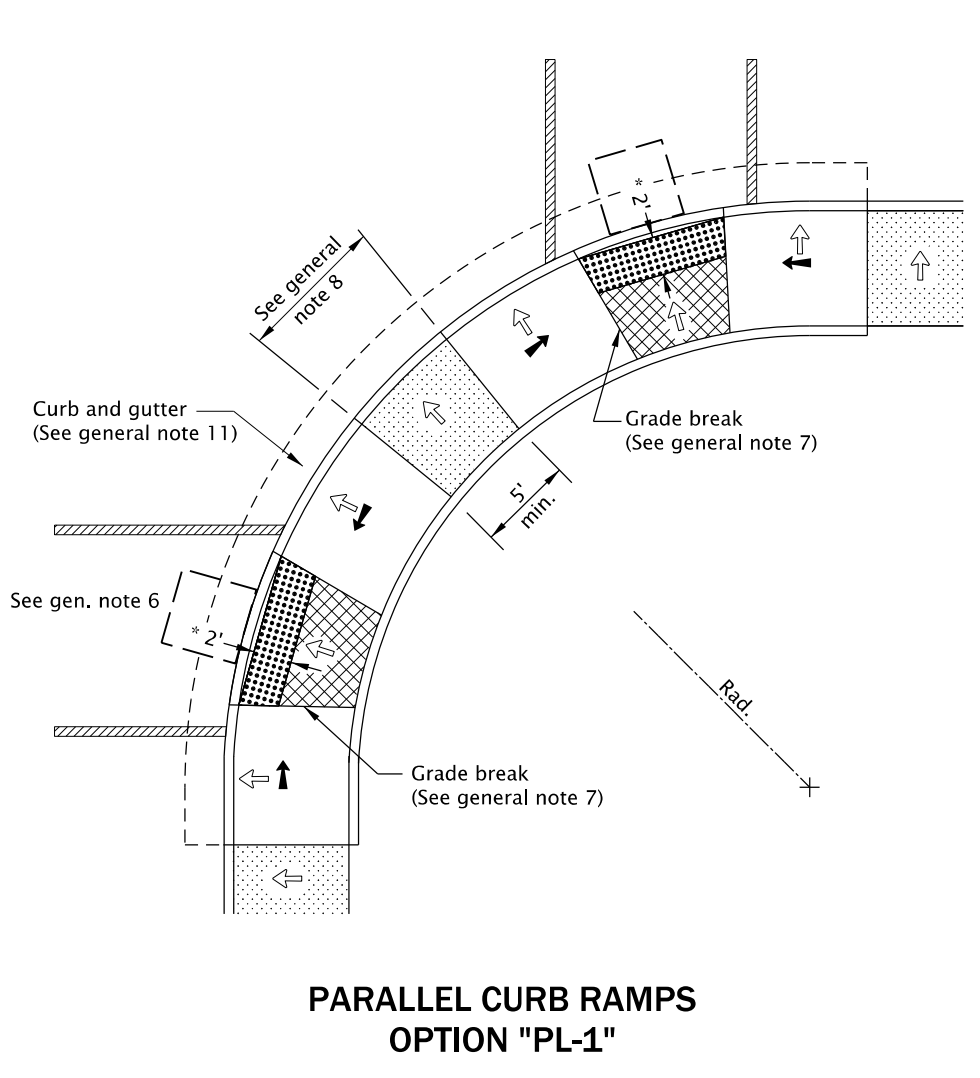 * 2'
See general
note 8
Curb and gutter
(See general note 11)
Grade break
(See general note 7)
5'
min.
See gen. note 6
* 2'
Rad.
Grade break
(See general note 7)
PARALLEL CURB RAMPS
OPTION "PL-1"